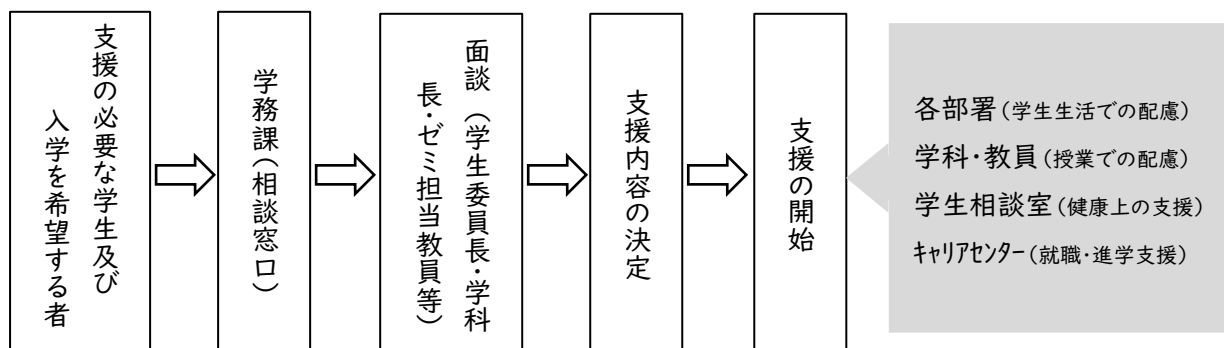 支援の必要な学生及び
入学を希望する者
学務課(相談窓口)
面談(学生委員長・学科
長・ゼミ担当教員等)
支援内容の決定
支援の開始
各部署(学生生活での配慮)
学科・教員(授業での配慮)
学生相談室(健康上の支援)
キャリアセンター(就職・進学支援)